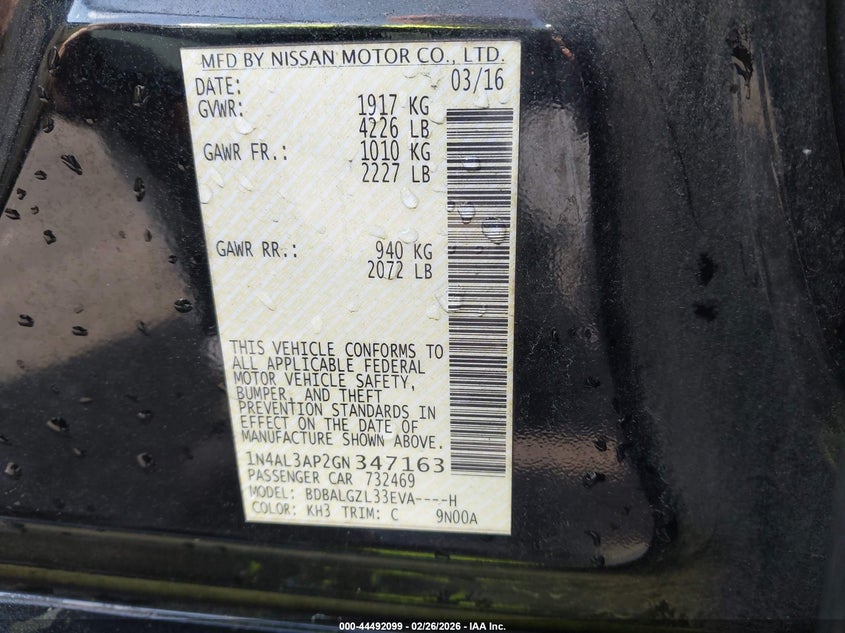 MFD BY NISSAN MOTOR CO., LTD.
DATE: 03/16
GVWR: 1917 KG
4226 LB
GAWR FR.: 1010 KG
2227 LB
GAWR RR.: 940 KG
2072 LB
THIS VEHICLE CONFORMS TO
ALL APPLICABLE FEDERAL
MOTOR VEHICLE SAFETY,
BUMPER, AND THEFT
PREVENTION STANDARDS IN
EFFECT ON THE DATE OF
MANUFACTURE SHOWN ABOVE.
1N4AL3AP2GN347163
PASSENGER CAR 732469
MODEL: BDBALGZL33EVA----H
COLOR: KH3 TRIM: C 9N00A
000-44492099 - 02/26/2026 - IAA Inc.